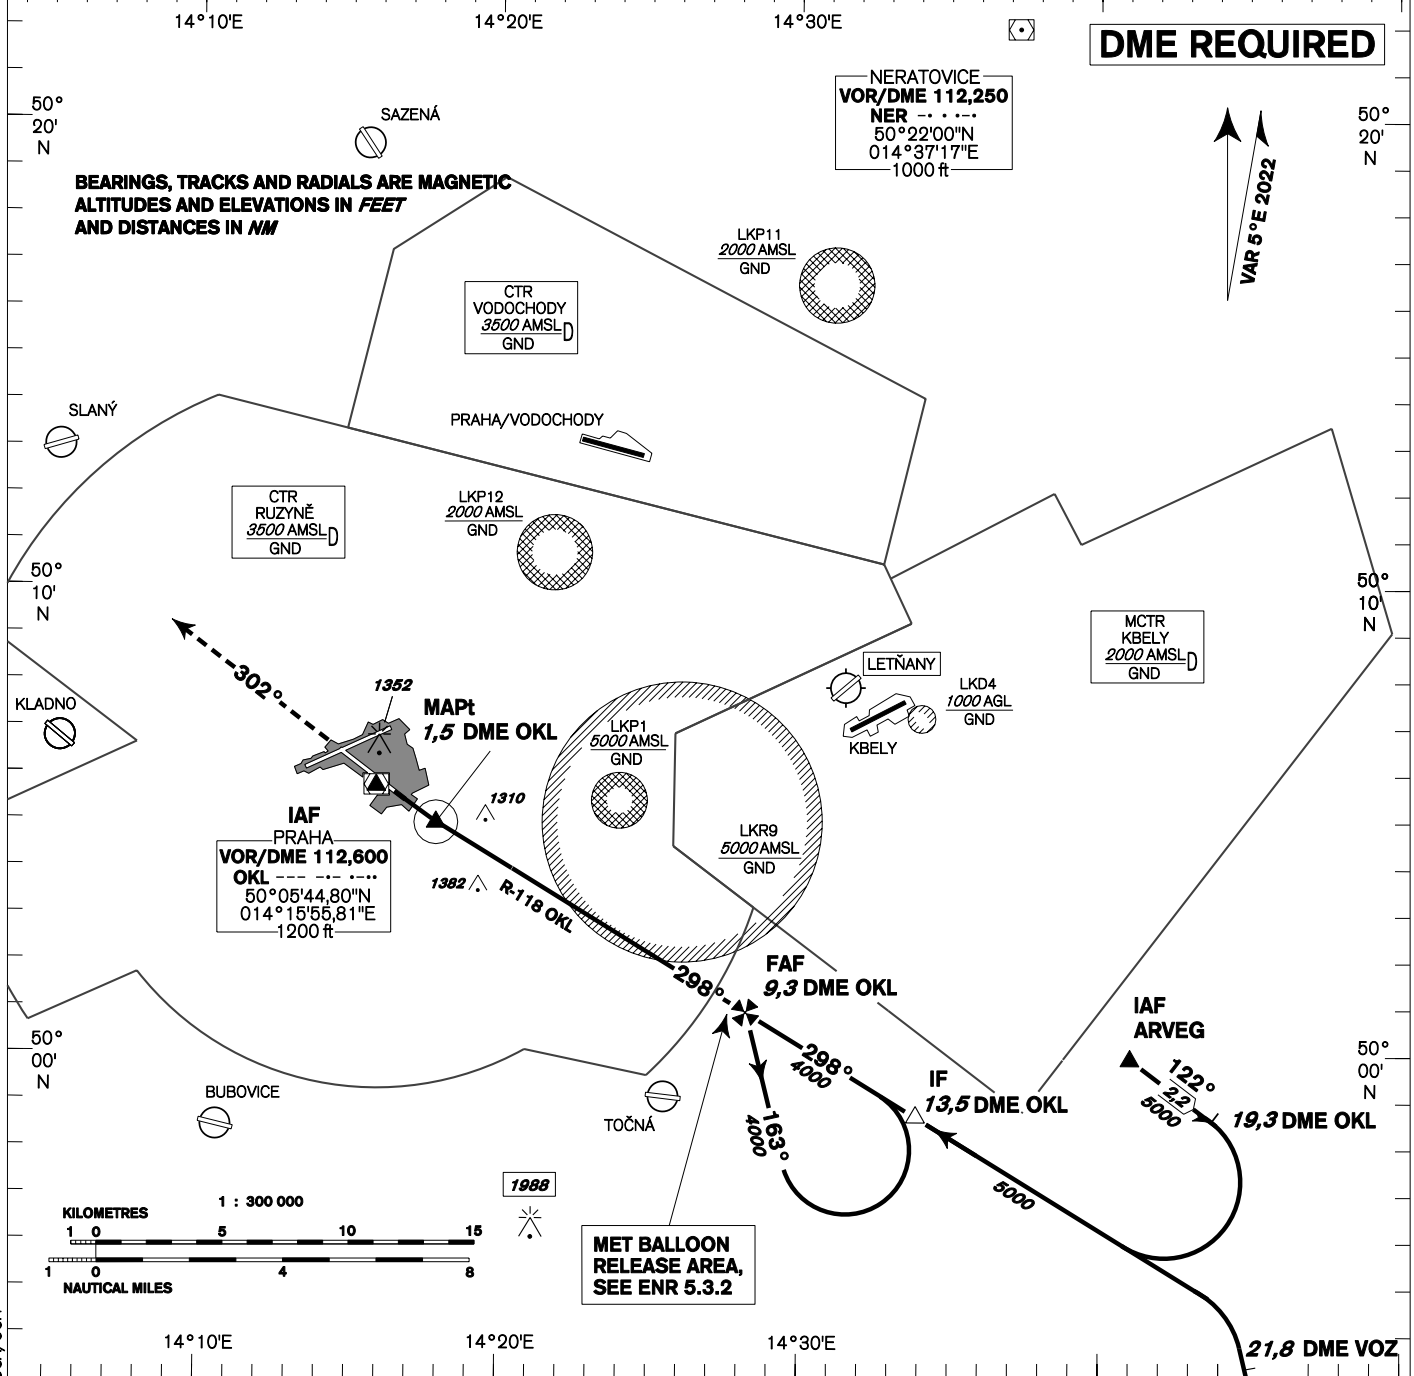 14°10'E
14°20'E
14°30'E
DME REQUIRED
NERATOVICE
VOR/DME 112,250
NER
50°22'00"N
014°37'17"E
1000 ft
50°
20'
N
50°
20'
N
SAZENÁ
VAR 5°E 2022
BEARINGS, TRACKS AND RADIALS ARE MAGNETIC
ALTITUDES AND ELEVATIONS IN FEET
AND DISTANCES IN NM
LKP11
2000 AMSL
GND
CTR
VODOCHODY
3500 AMSL D
GND
SLANÝ
PRAHA/VODOCHODY
CTR
RUZYNĚ
3500 AMSL D
GND
LKP12
2000 AMSL
GND
50°
10'
N
50°
10'
N
MCTR
KBELY
2000 AMSL D
GND
302°
1352
LETŇANY
KLADNO
MAPt
1,5 DME OKL
LKP1
5000 AMSL
GND
LKD4
1000 AGL
GND
KBELY
1310
IAF
PRAHA
VOR/DME 112,600
OKL
50°05'44,80"N
014°15'55,81"E
1200 ft
LKR9
5000 AMSL
GND
1382
R-118 OKL
298°
FAF
9,3 DME OKL
IAF
ARVEG
50°
00'
N
50°
00'
N
298°
4000
122°
2,2
5000
IF
13,5 DME OKL
19,3 DME OKL
BUBOVICE
TOČNÁ
163°
4000
1988
5000
1 : 300 000
KILOMETRES
1 0 5 10 15
1 0 4 8
NAUTICAL MILES
MET BALLOON
RELEASE AREA,
SEE ENR 5.3.2
14°10'E
14°20'E
14°30'E
21,8 DME VOZ